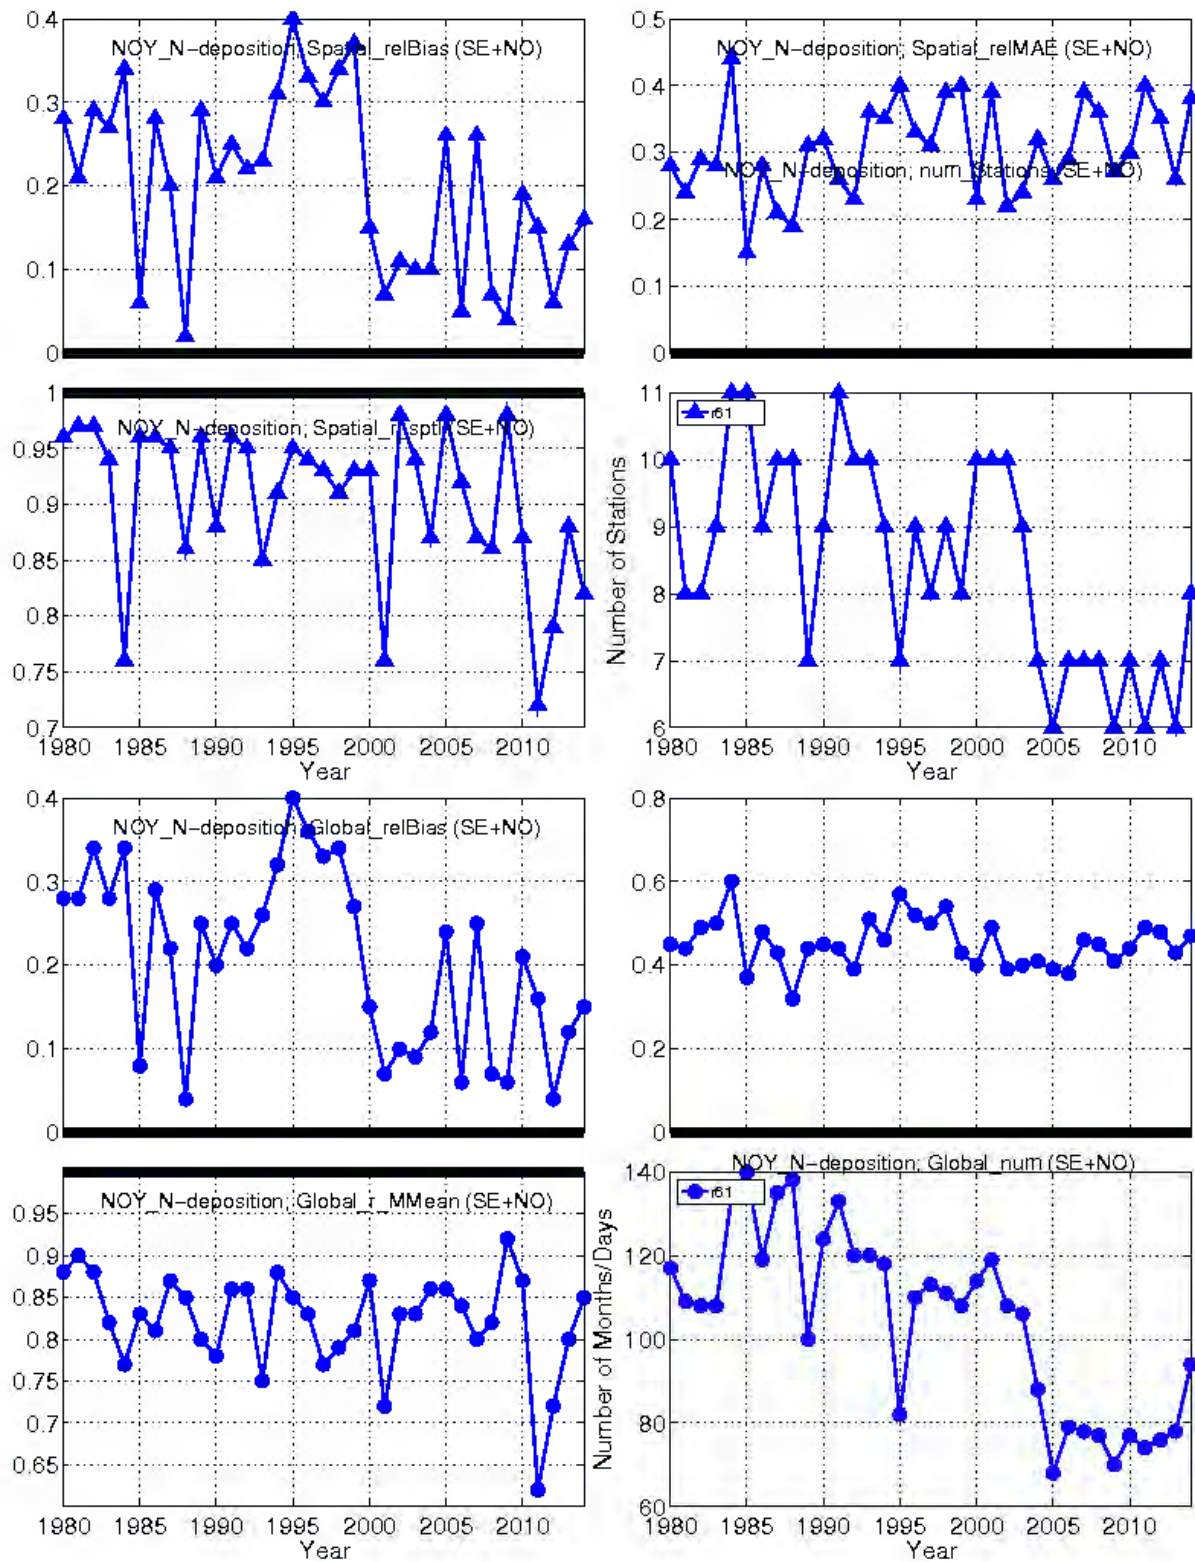 NOY_N-deposition; Spatial_relBias (SE+NO)
0.4
0.3
0.2
0.1
0
NOY_N-deposition; Spatial_relMAE (SE+NO)
NOY_N-deposition; num_Stations (SE+NO)
0.5
0.4
0.3
0.2
0.1
0
NOY_N-deposition; Spatial_r_sptl (SE+NO)
1
0.95
0.9
0.85
0.8
0.75
0.7
1980 1985 1990 1995 2000 2005 2010
Year
r61
Number of Stations
11
10
9
8
7
6
1980 1985 1990 1995 2000 2005 2010
Year
NOY_N-deposition; Global_relBias (SE+NO)
0.4
0.3
0.2
0.1
0
0.8
0.6
0.4
0.2
0
NOY_N-deposition; Global_r_MMean (SE+NO)
0.95
0.9
0.85
0.8
0.75
0.7
0.65
1980 1985 1990 1995 2000 2005 2010
Year
NOY_N-deposition; Global_num (SE+NO)
r61
Number of Months/Days
140
120
100
80
60
1980 1985 1990 1995 2000 2005 2010
Year